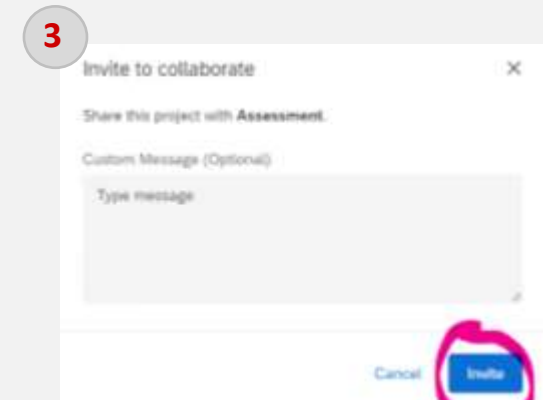 3
Invite to collaborate
Share this project with Assessment.
Custom Message (Optional)
Type message
Cancel
Invite